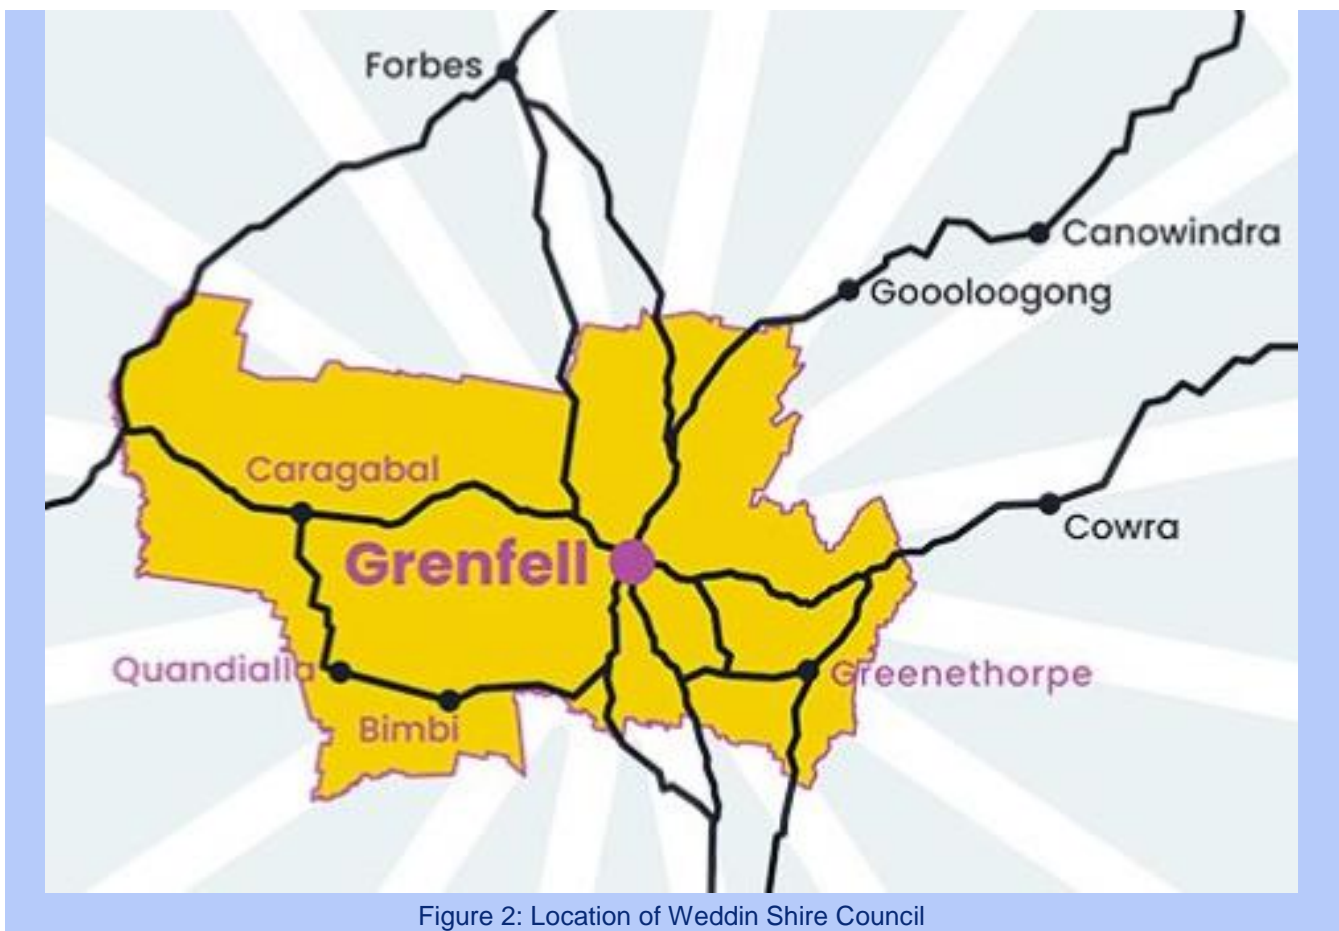 Forbes
Canowindra
Goooloogong
Caragabal
Cowra
Grenfell
Quandialla
Greenethorpe
Bimbi
Figure 2: Location of Weddin Shire Council